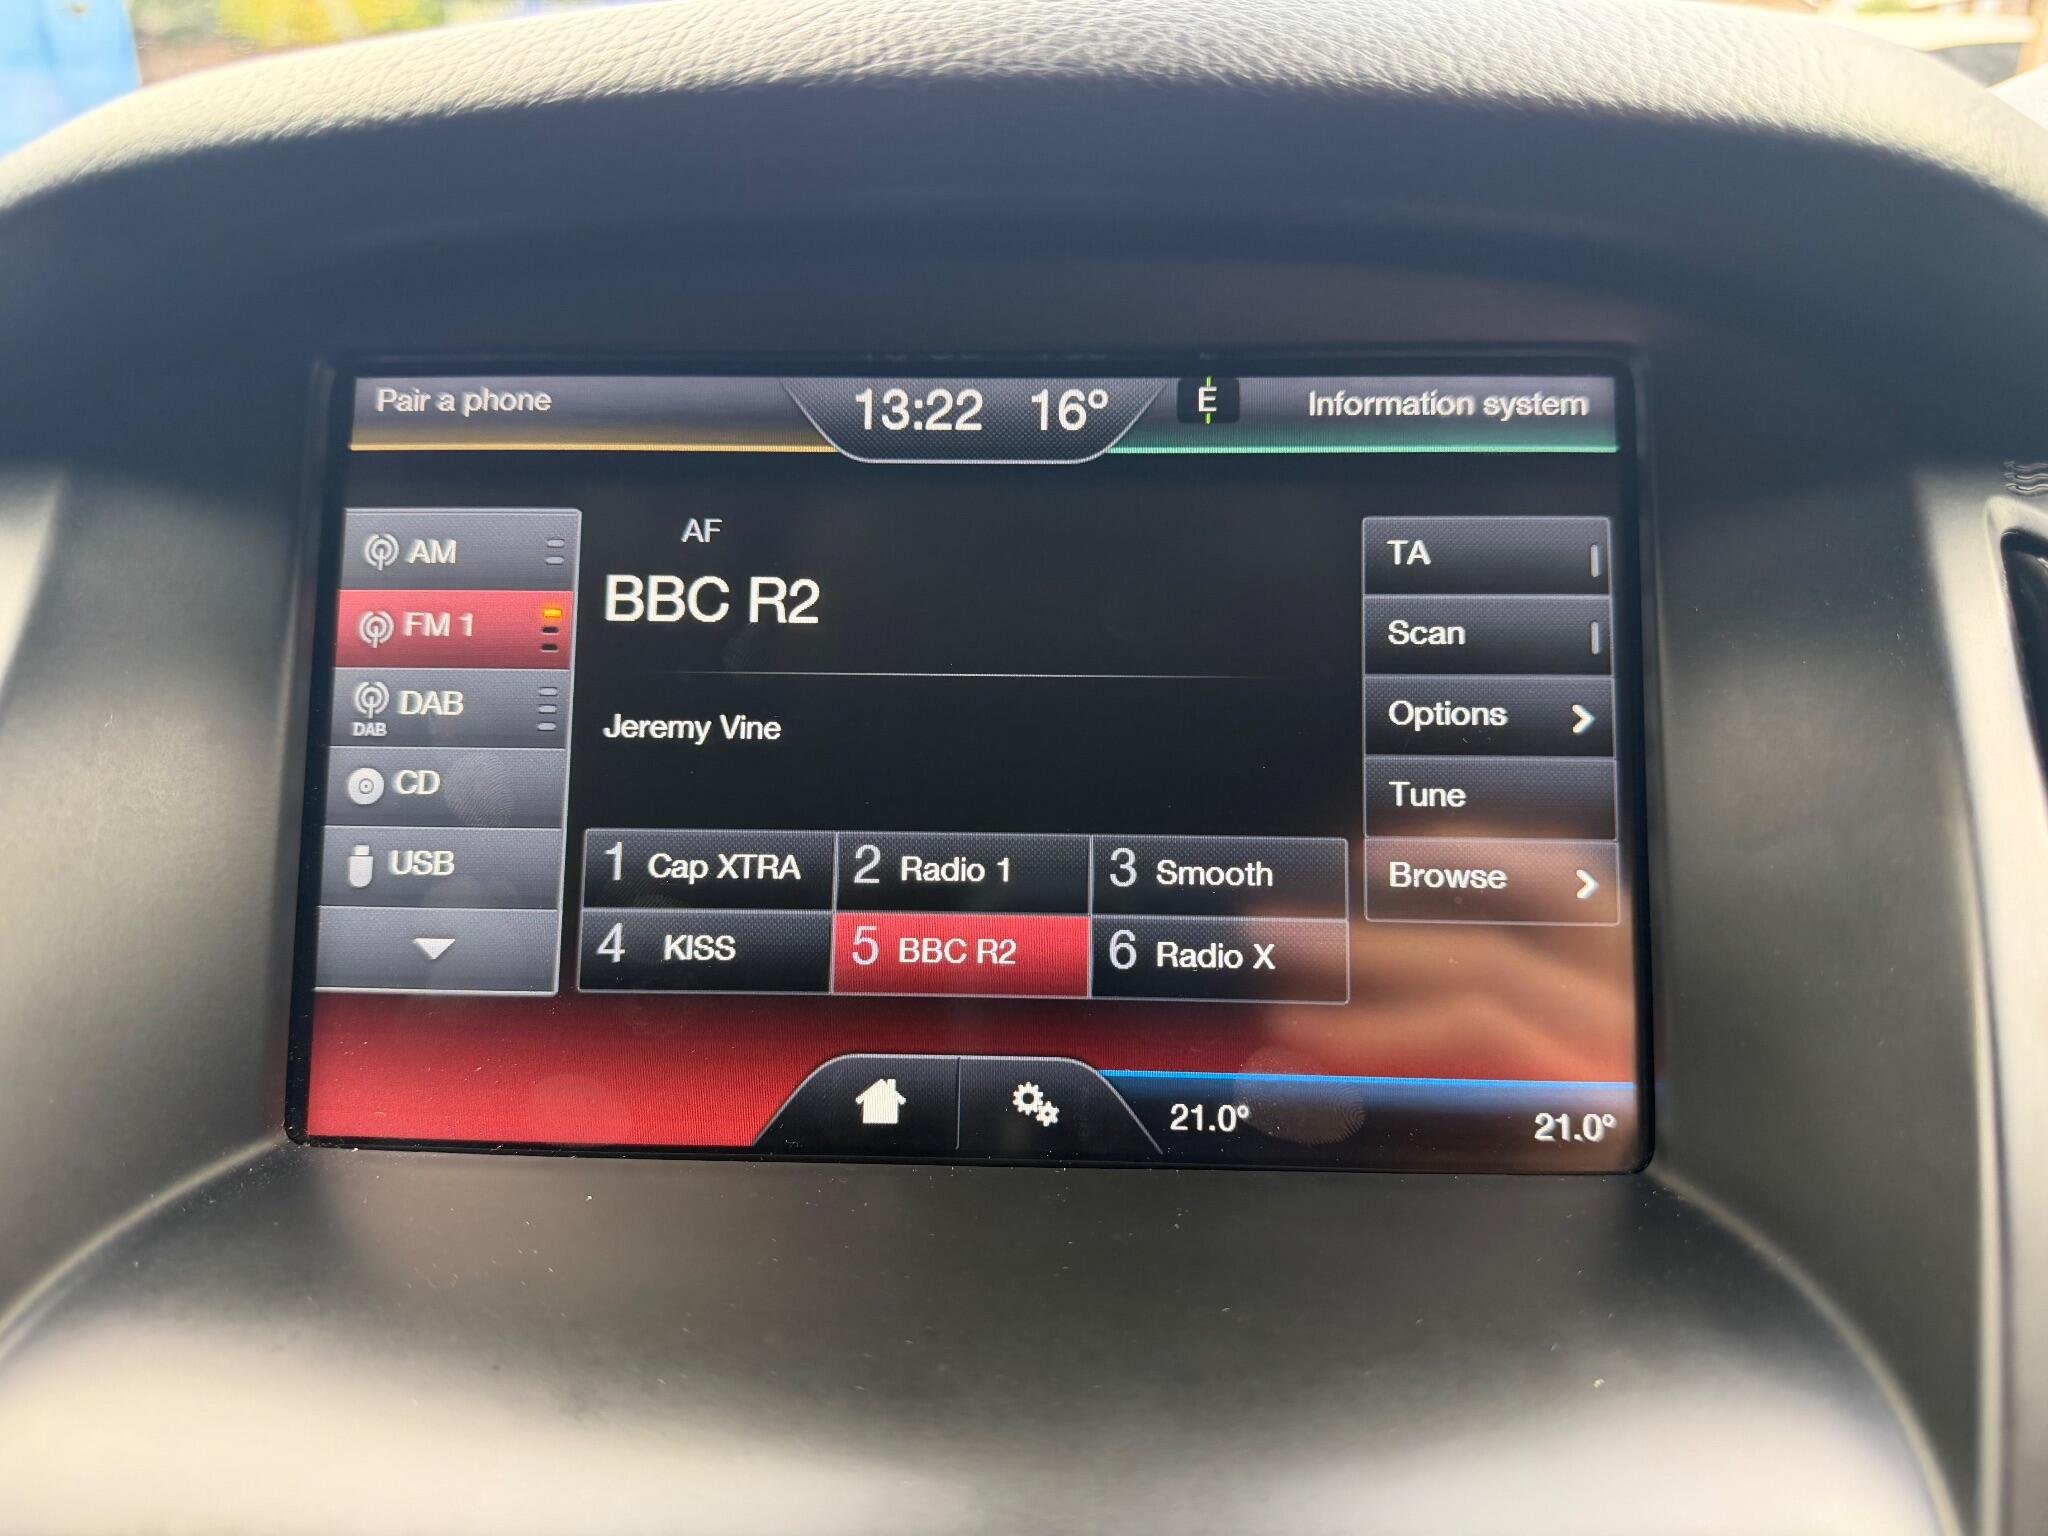 Pair a phone
13:22 16°
E
Information system
AM
FM 1
DAB
DAB
CD
USB
AF
BBC R2
Jeremy Vine
1 Cap XTRA
2 Radio 1
3 Smooth
4 KISS
5 BBC R2
6 Radio X
TA
Scan
Options
Tune
Browse
21.0°
21.0°